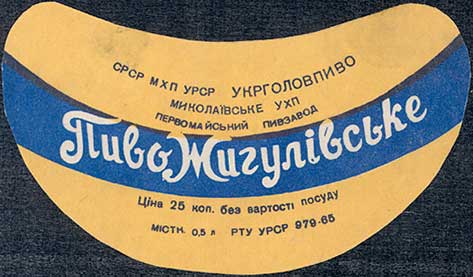 СРСР МХП УРСР УКРГОЛОВПИВО
МИКОЛАЇВСЬКЕ УХП
ПЕРВОМАЙСЬКИЙ ПИВЗАВОД
Пиво Жигулівське
Ціна 25 коп. без вартості посуду
МІСТК. 0,5 л РТУ УРСР 979-65